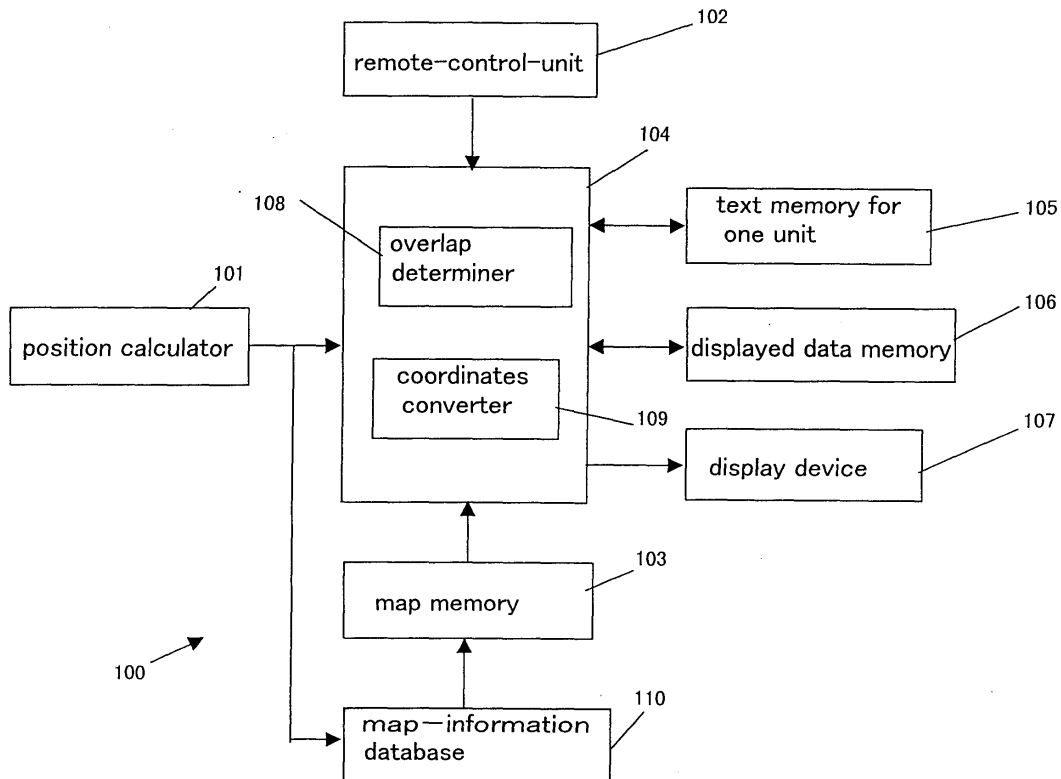 102
remote-control-unit
104
108
overlap
determiner
text memory for
one unit
105
101
position calculator
106
displayed data memory
coordinates
converter
109
107
display device
103
map memory
100
110
map-information
database